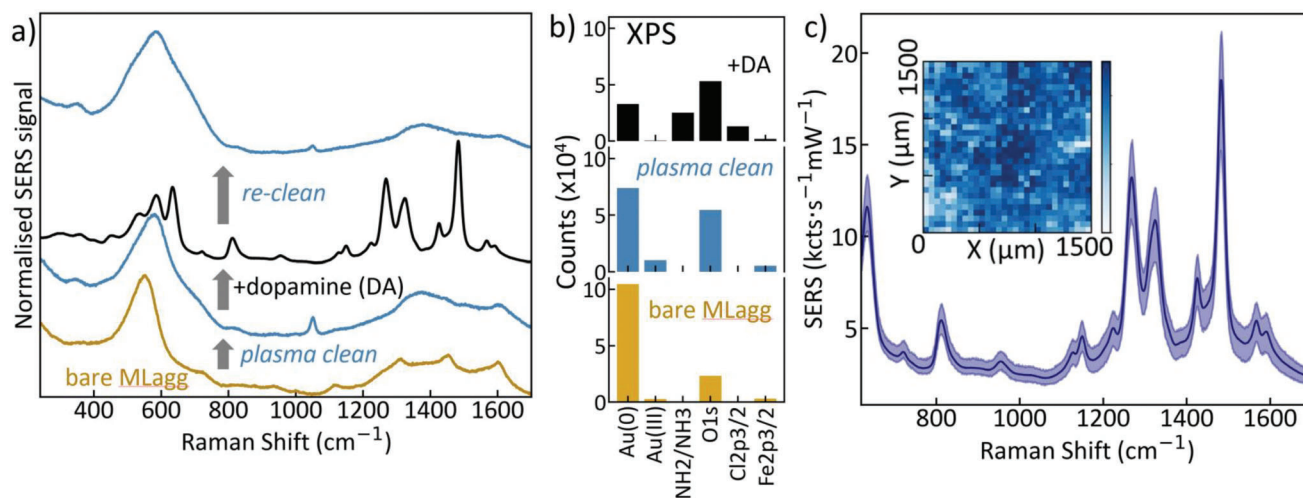 a)
Normalised SERS signal
re-clean
+dopamine (DA)
plasma clean
bare MLagg
400 600 800 1000 1200 1400 1600
Raman Shift (cm⁻¹)
b)
XPS
+DA
10
5
0
plasma clean
10
5
0
bare MLagg
10
5
0
Counts (x10⁴)
Au(0)
Au(III)
NH2/NH3
O1s
Cl2p3/2
Fe2p3/2
c)
20
15
10
5
SERS (kcts·s⁻¹mW⁻¹)
1500
Y (μm)
0
X (μm)
1500
800 1000 1200 1400 1600
Raman Shift (cm⁻¹)